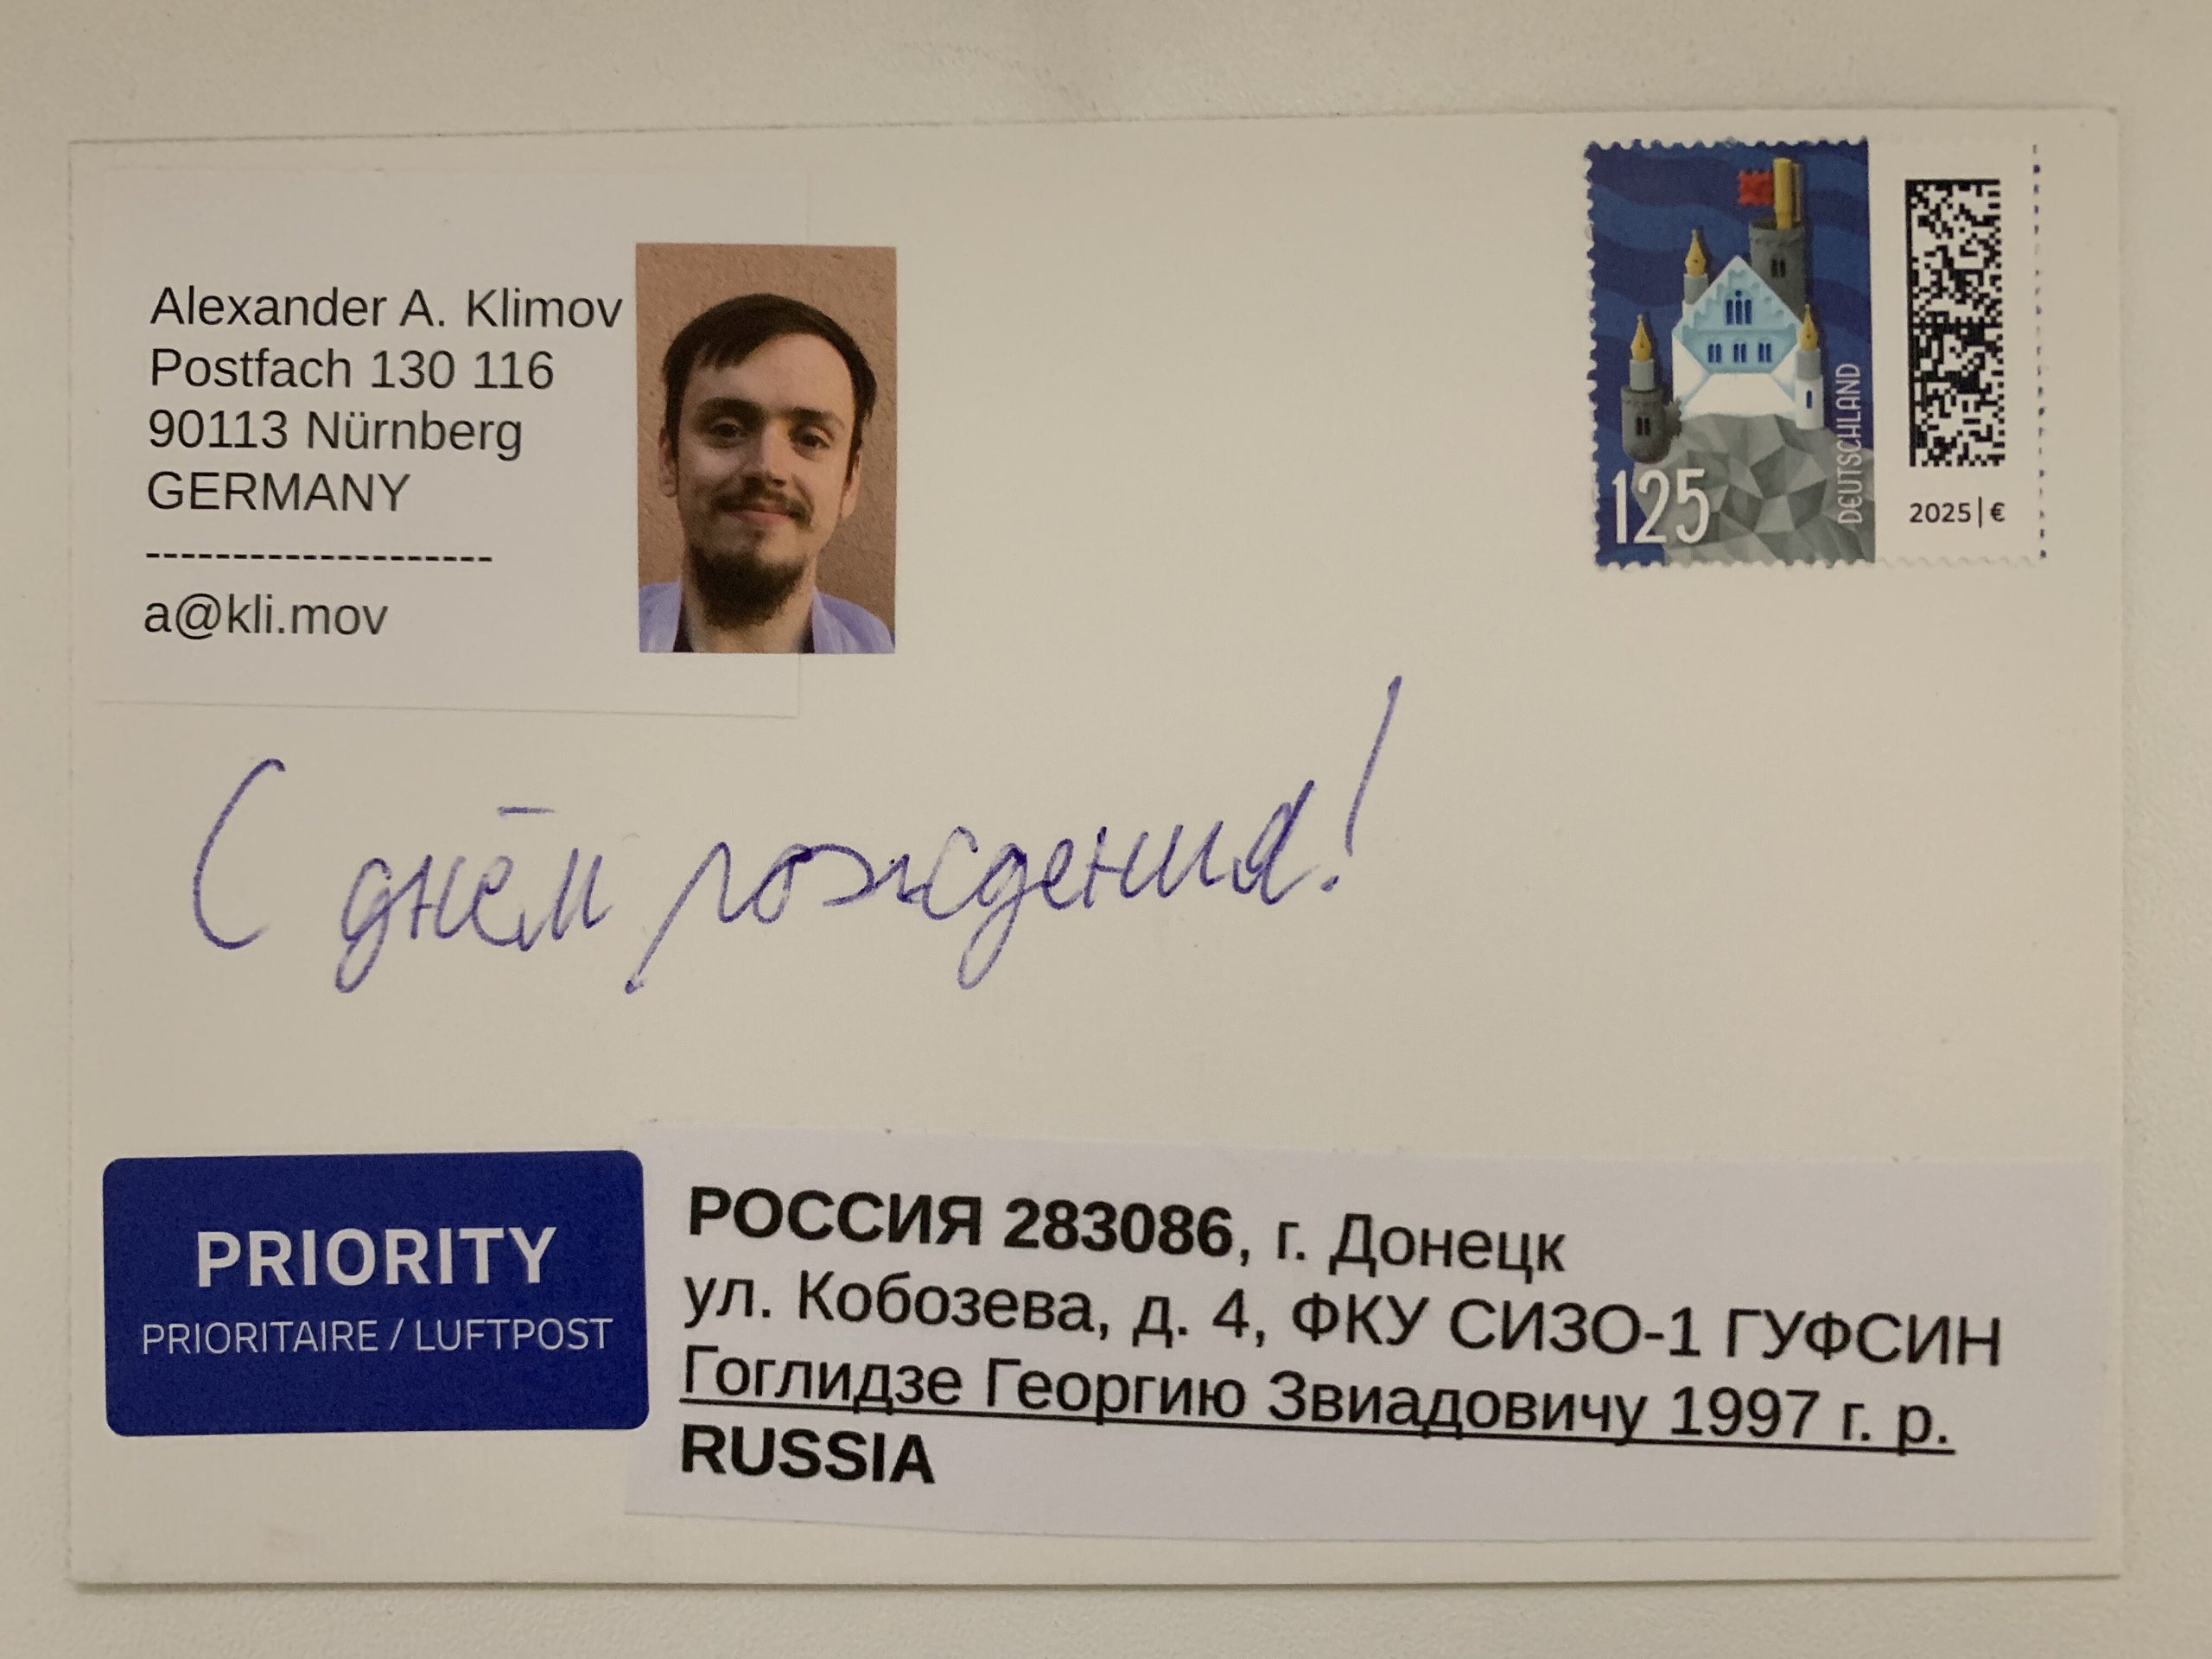 Alexander A. Klimov
Postfach 130 116
90113 Nürnberg
GERMANY
--------------------
a@kli.mov
125
DEUTSCHLAND
2025|€
С днём рождения!
PRIORITY
PRIORITAIRE / LUFTPOST
РОССИЯ 283086, г. Донецк
ул. Кобозева, д. 4, ФКУ СИЗО-1 ГУФСИН
Гоглидзе Георгию Звиадовичу 1997 г. р.
RUSSIA